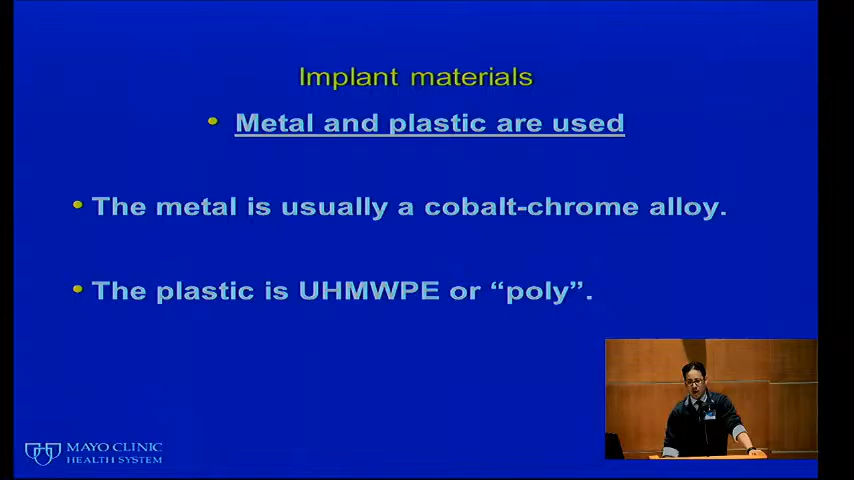 Implant materials
• Metal and plastic are used
• The metal is usually a cobalt-chrome alloy.
• The plastic is UHMWPE or “poly”.
MAYO CLINIC
HEALTH SYSTEM